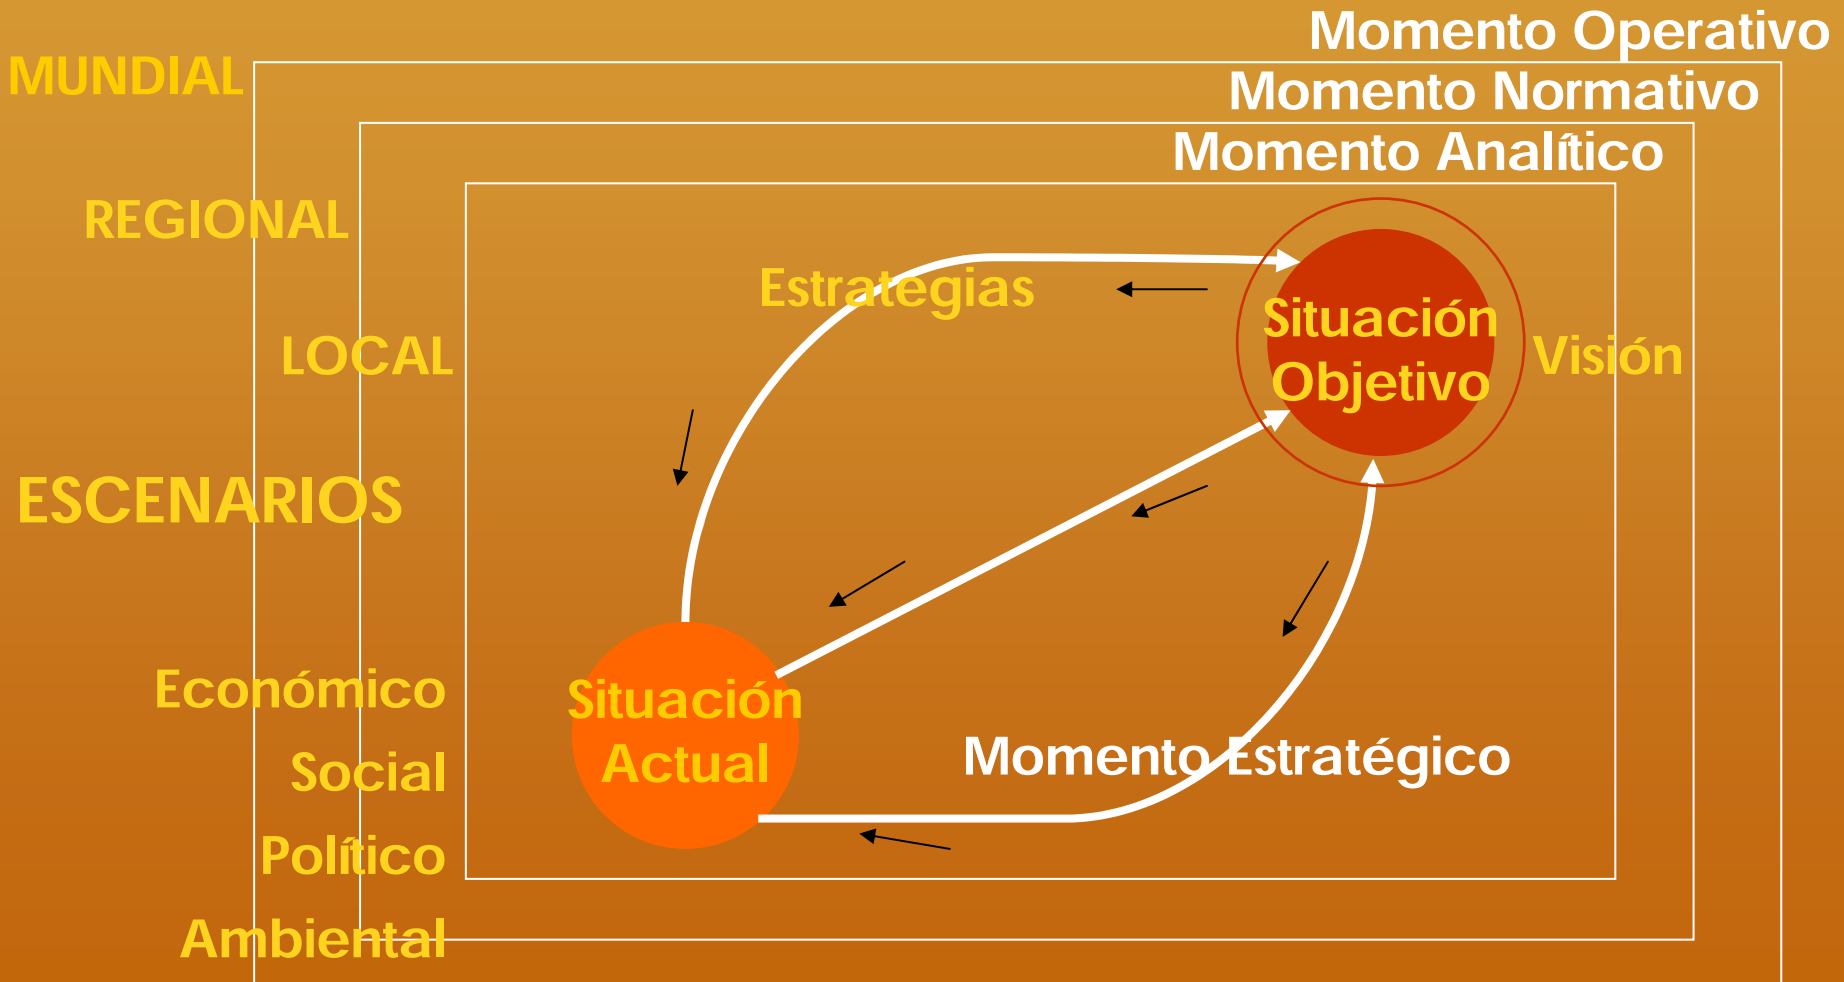 Momento Operativo
MUNDIAL
Momento Normativo
Momento Analítico
REGIONAL
Estrategias
Situación
Objetivo
Visión
LOCAL
ESCENARIOS
Económico
Situación
Actual
Momento Estratégico
Social
Político
Ambiental